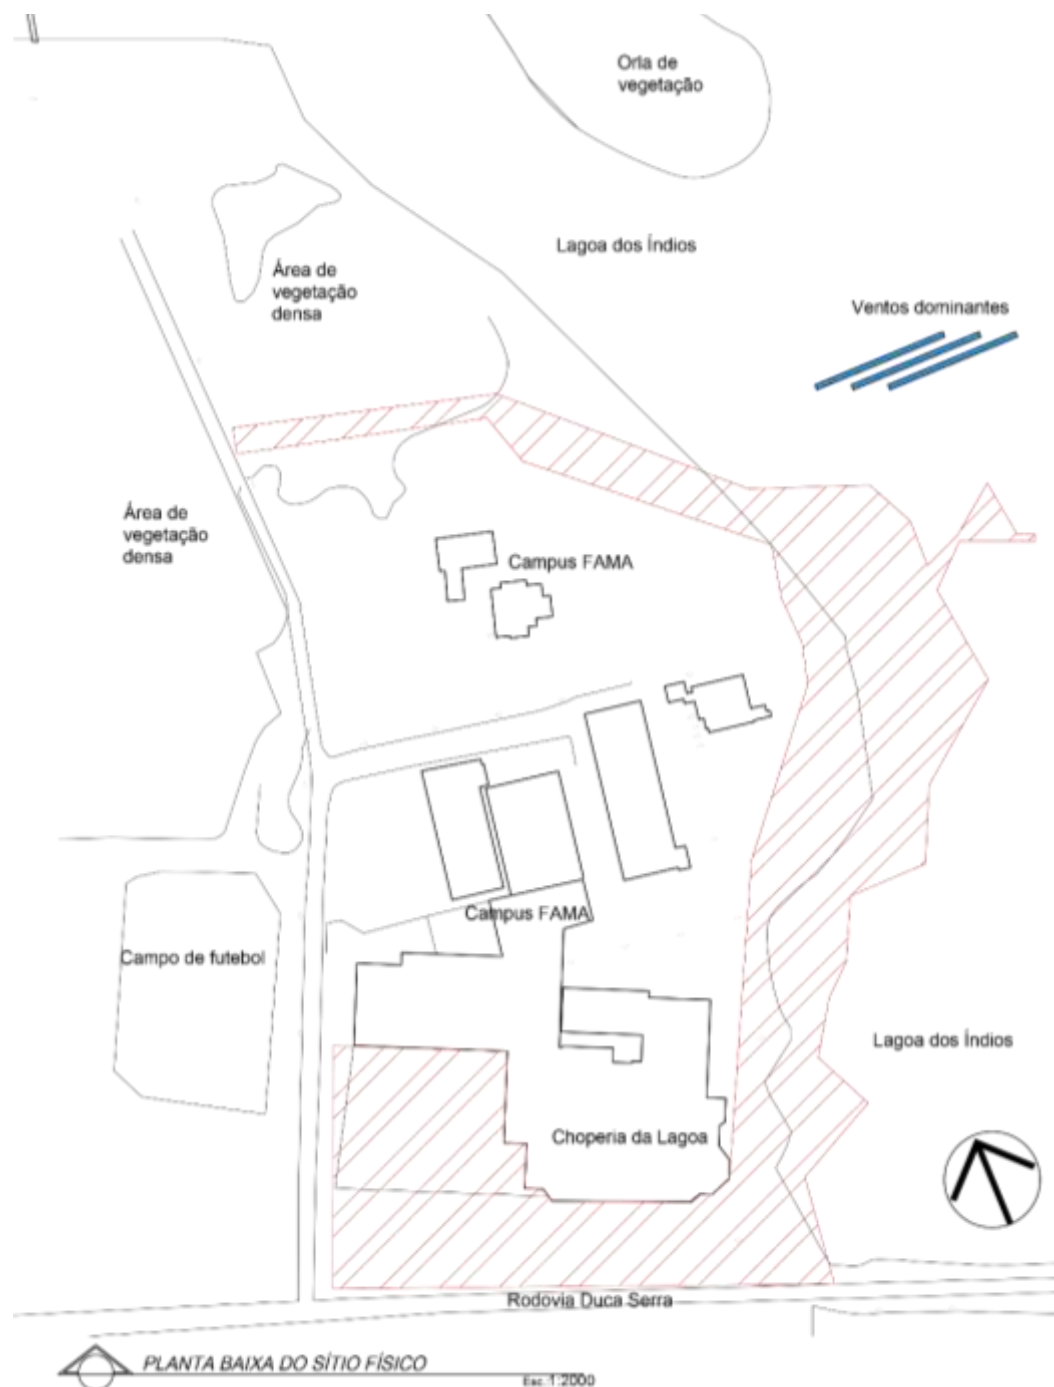 Orla de
vegetação
Lagoa dos Índios
Área de
vegetação
densa
Ventos dominantes
Área de
vegetação
densa
Campus FAMA
Campus FAMA
Campo de futebol
Lagoa dos Índios
Choperia da Lagoa
Rodovia Duca Serra
PLANTA BAIXA DO SÍTIO FÍSICO
Esc.:1:2000